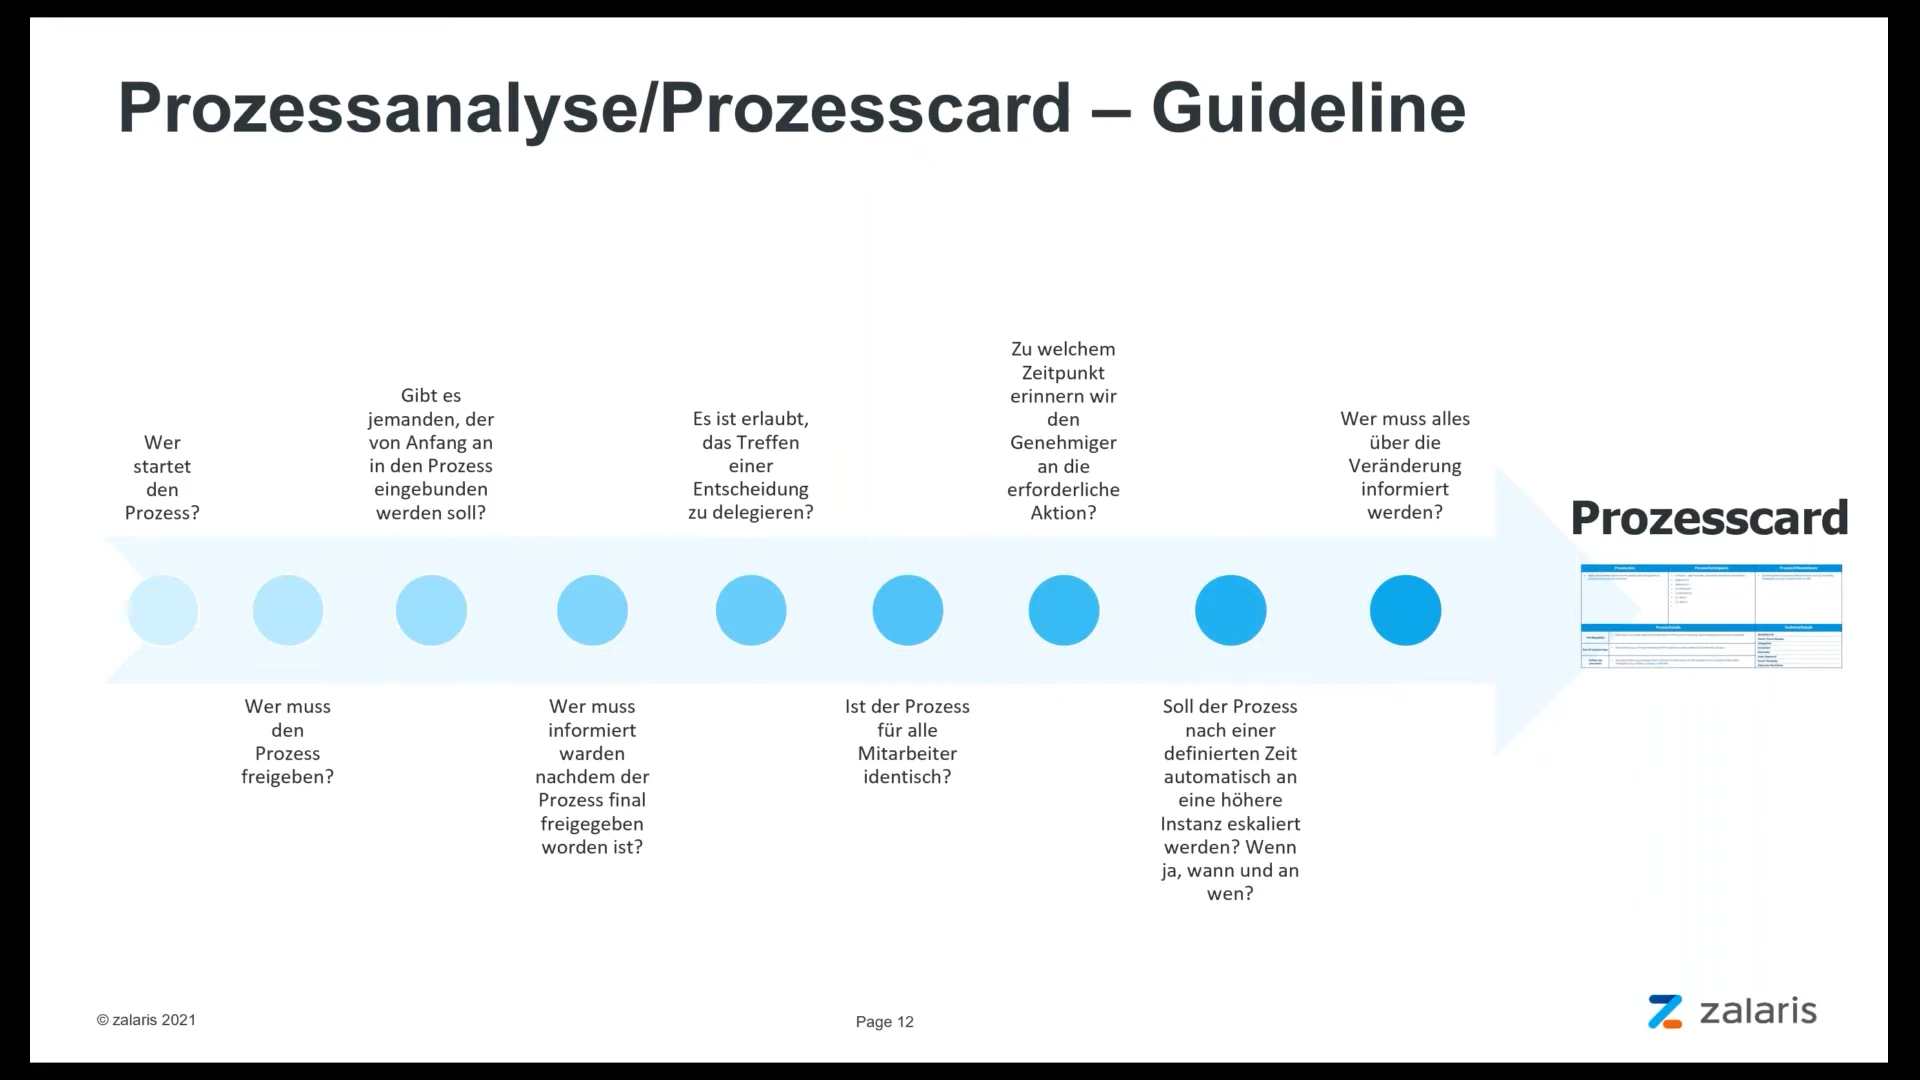 Prozessanalyse/Prozesscard – Guideline
Wer
startet
den
Prozess?
Wer muss
den
Prozess
freigeben?
Gibt es
jemanden, der
von Anfang an
in den Prozess
eingebunden
werden soll?
Wer muss
informiert
warden
nachdem der
Prozess final
freigegeben
worden ist?
Es ist erlaubt,
das Treffen
einer
Entscheidung
zu delegieren?
Ist der Prozess
für alle
Mitarbeiter
identisch?
Zu welchem
Zeitpunkt
erinnern wir
den
Genehmiger
an die
erforderliche
Aktion?
Soll der Prozess
nach einer
definierten Zeit
automatisch an
eine höhere
Instanz eskaliert
werden? Wenn
ja, wann und an
wen?
Wer muss alles
über die
Veränderung
informiert
werden?
Prozesscard
© zalaris 2021
Page 12
zalaris